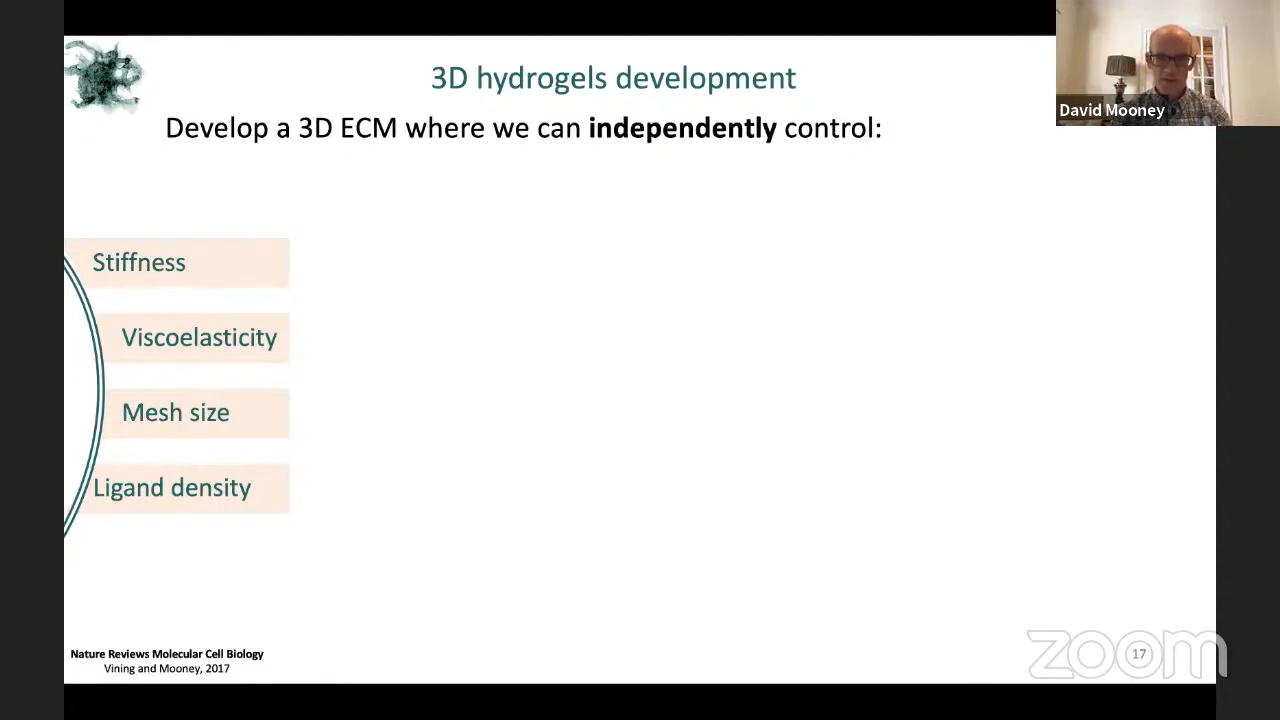 3D hydrogels development
Develop a 3D ECM where we can independently control:
David Mooney
Stiffness
Viscoelasticity
Mesh size
Ligand density
Nature Reviews Molecular Cell Biology
Vining and Mooney, 2017
zoom
17